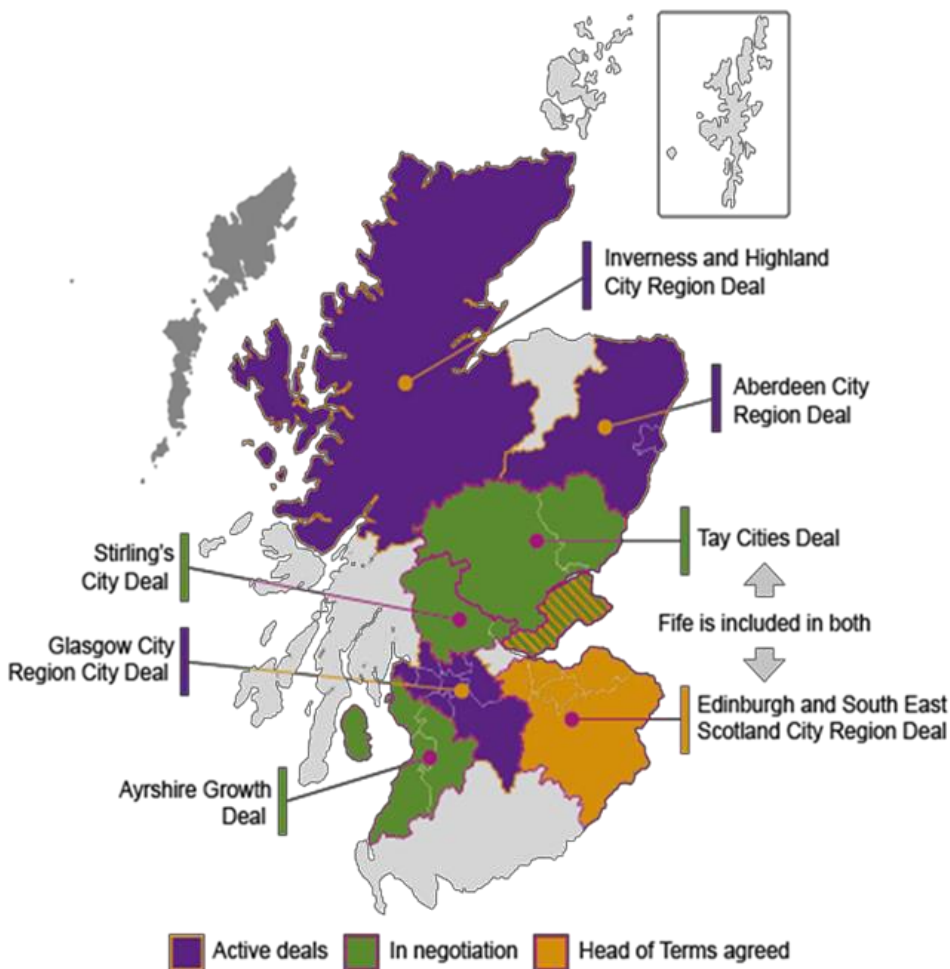 Inverness and Highland
City Region Deal
Aberdeen City
Region Deal
Stirling's
City Deal
Tay Cities Deal
Fife is included in both
Glasgow City
Region City Deal
Edinburgh and South East
Scotland City Region Deal
Ayrshire Growth
Deal
Active deals
In negotiation
Head of Terms agreed